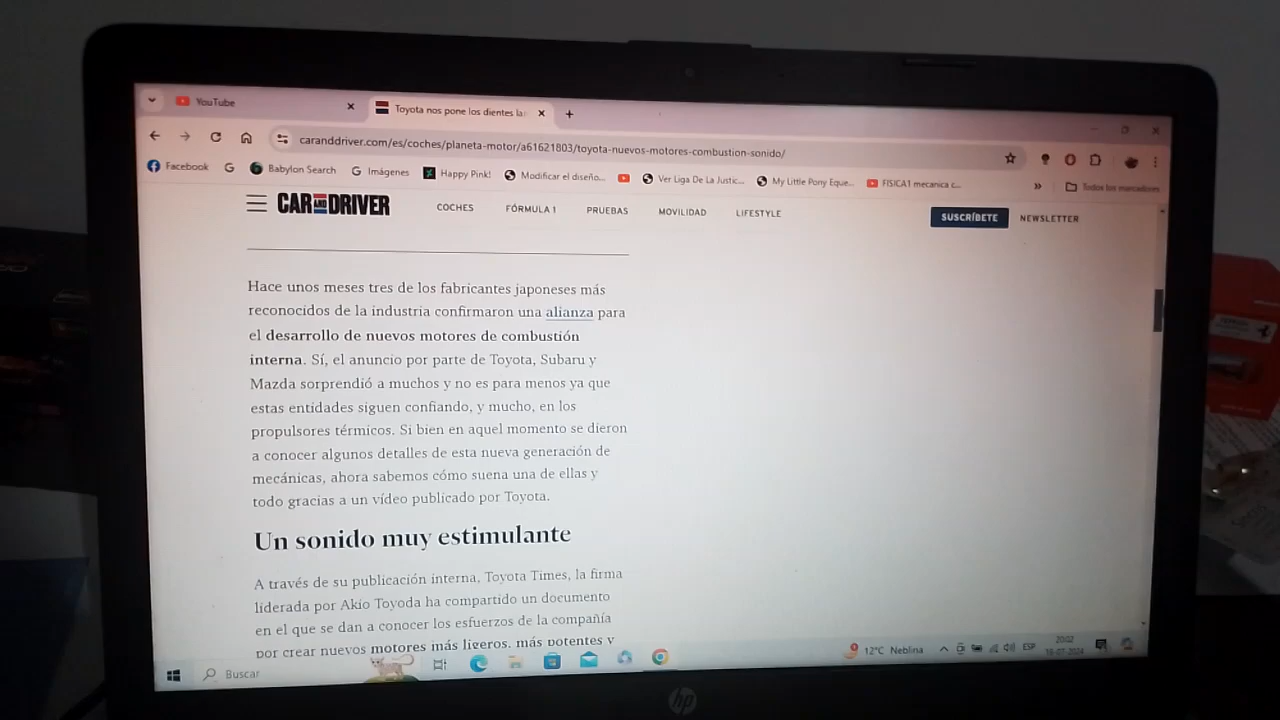 YouTube
Toyota nos pone los dientes la
caranddriver.com/es/coches/planeta-motor/a61621803/toyota-nuevos-motores-combustion-sonido/
Facebook
G
Babylon Search
G Imágenes
Happy Pink!
Modificar el diseño...
Ver Liga De La Justic...
My Little Pony Eque...
FISICA1 mecanica c...
»
Todos los marcadores
CAR AND DRIVER
COCHES
FÓRMULA 1
PRUEBAS
MOVILIDAD
LIFESTYLE
SUSCRÍBETE
NEWSLETTER
Hace unos meses tres de los fabricantes japoneses más
reconocidos de la industria confirmaron una alianza para
el desarrollo de nuevos motores de combustión
interna. Sí, el anuncio por parte de Toyota, Subaru y
Mazda sorprendió a muchos y no es para menos ya que
estas entidades siguen confiando, y mucho, en los
propulsores térmicos. Si bien en aquel momento se dieron
a conocer algunos detalles de esta nueva generación de
mecánicas, ahora sabemos cómo suena una de ellas y
todo gracias a un vídeo publicado por Toyota.
Un sonido muy estimulante
A través de su publicación interna, Toyota Times, la firma
liderada por Akio Toyoda ha compartido un documento
en el que se dan a conocer los esfuerzos de la compañía
por crear nuevos motores más ligeros, más potentes y
Buscar
12°C Neblina
ESP
20:02
hp